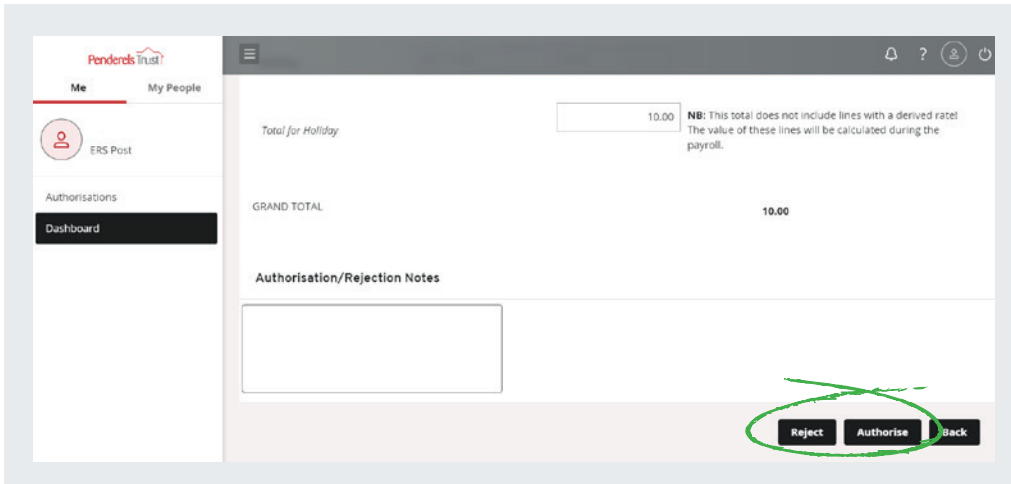 Penderels Trust
Me My People
ERS Post
Authorisations
Dashboard
?
Total for Holiday
10.00
NB: This total does not include lines with a derived rate!
The value of these lines will be calculated during the
payroll.
GRAND TOTAL
10.00
Authorisation/Rejection Notes
Reject Authorise Back